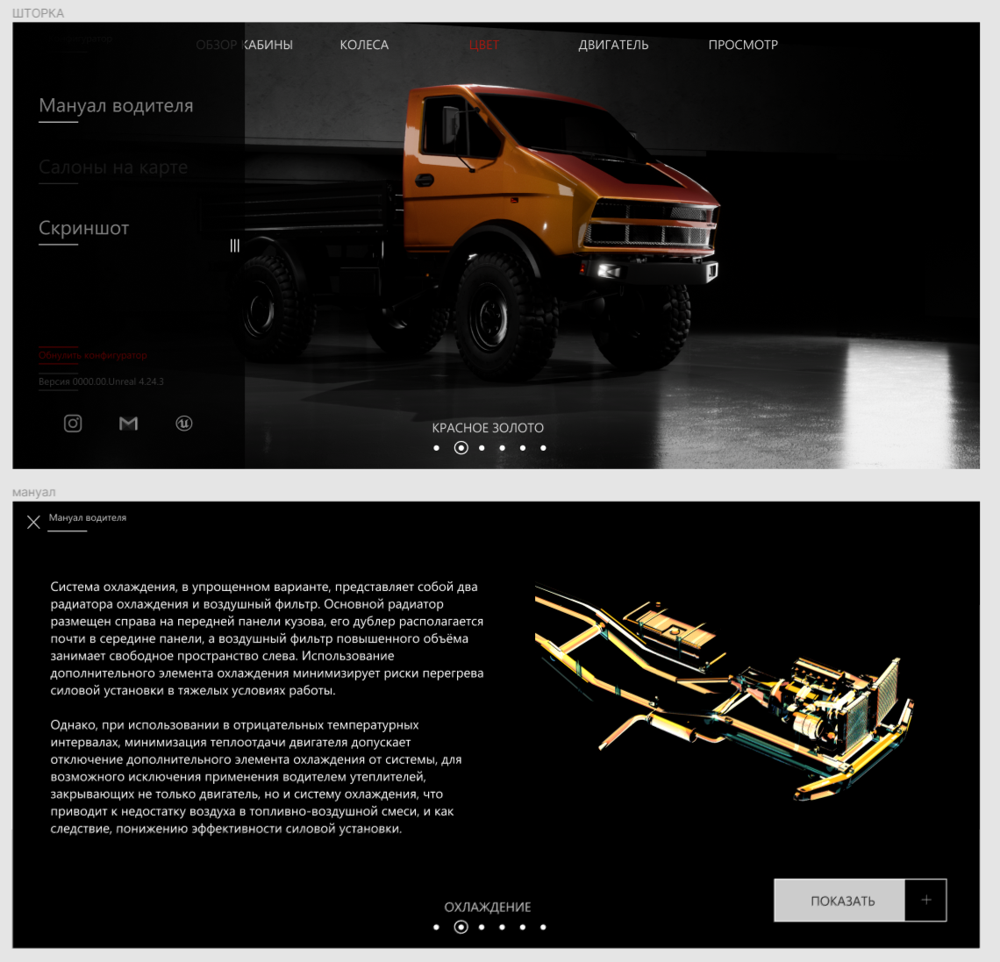 ШТОРКА
ОБЗОР КАБИНЫ
КОЛЕСА
ЦВЕТ
ДВИГАТЕЛЬ
ПРОСМОТР
Мануал водителя
Салоны на карте
Скриншот
Обнулить конфигуратор
Версия 0000.00.Unreal 4.24.3
КРАСНОЕ ЗОЛОТО
мануал
Мануал водителя
Система охлаждения, в упрощенном варианте, представляет собой два
радиатора охлаждения и воздушный фильтр. Основной радиатор
размещен справа на передней панели кузова, его дублер располагается
почти в середине панели, а воздушный фильтр повышенного объёма
занимает свободное пространство слева. Использование
дополнительного элемента охлаждения минимизирует риски перегрева
силовой установки в тяжелых условиях работы.
Однако, при использовании в отрицательных температурных
интервалах, минимизация теплоотдачи двигателя допускает
отключение дополнительного элемента охлаждения от системы, для
возможного исключения применения водителем утеплителей,
закрывающих не только двигатель, но и систему охлаждения, что
приводит к недостатку воздуха в топливно-воздушной смеси, и как
следствие, понижению эффективности силовой установки.
ОХЛАЖДЕНИЕ
ПОКАЗАТЬ +